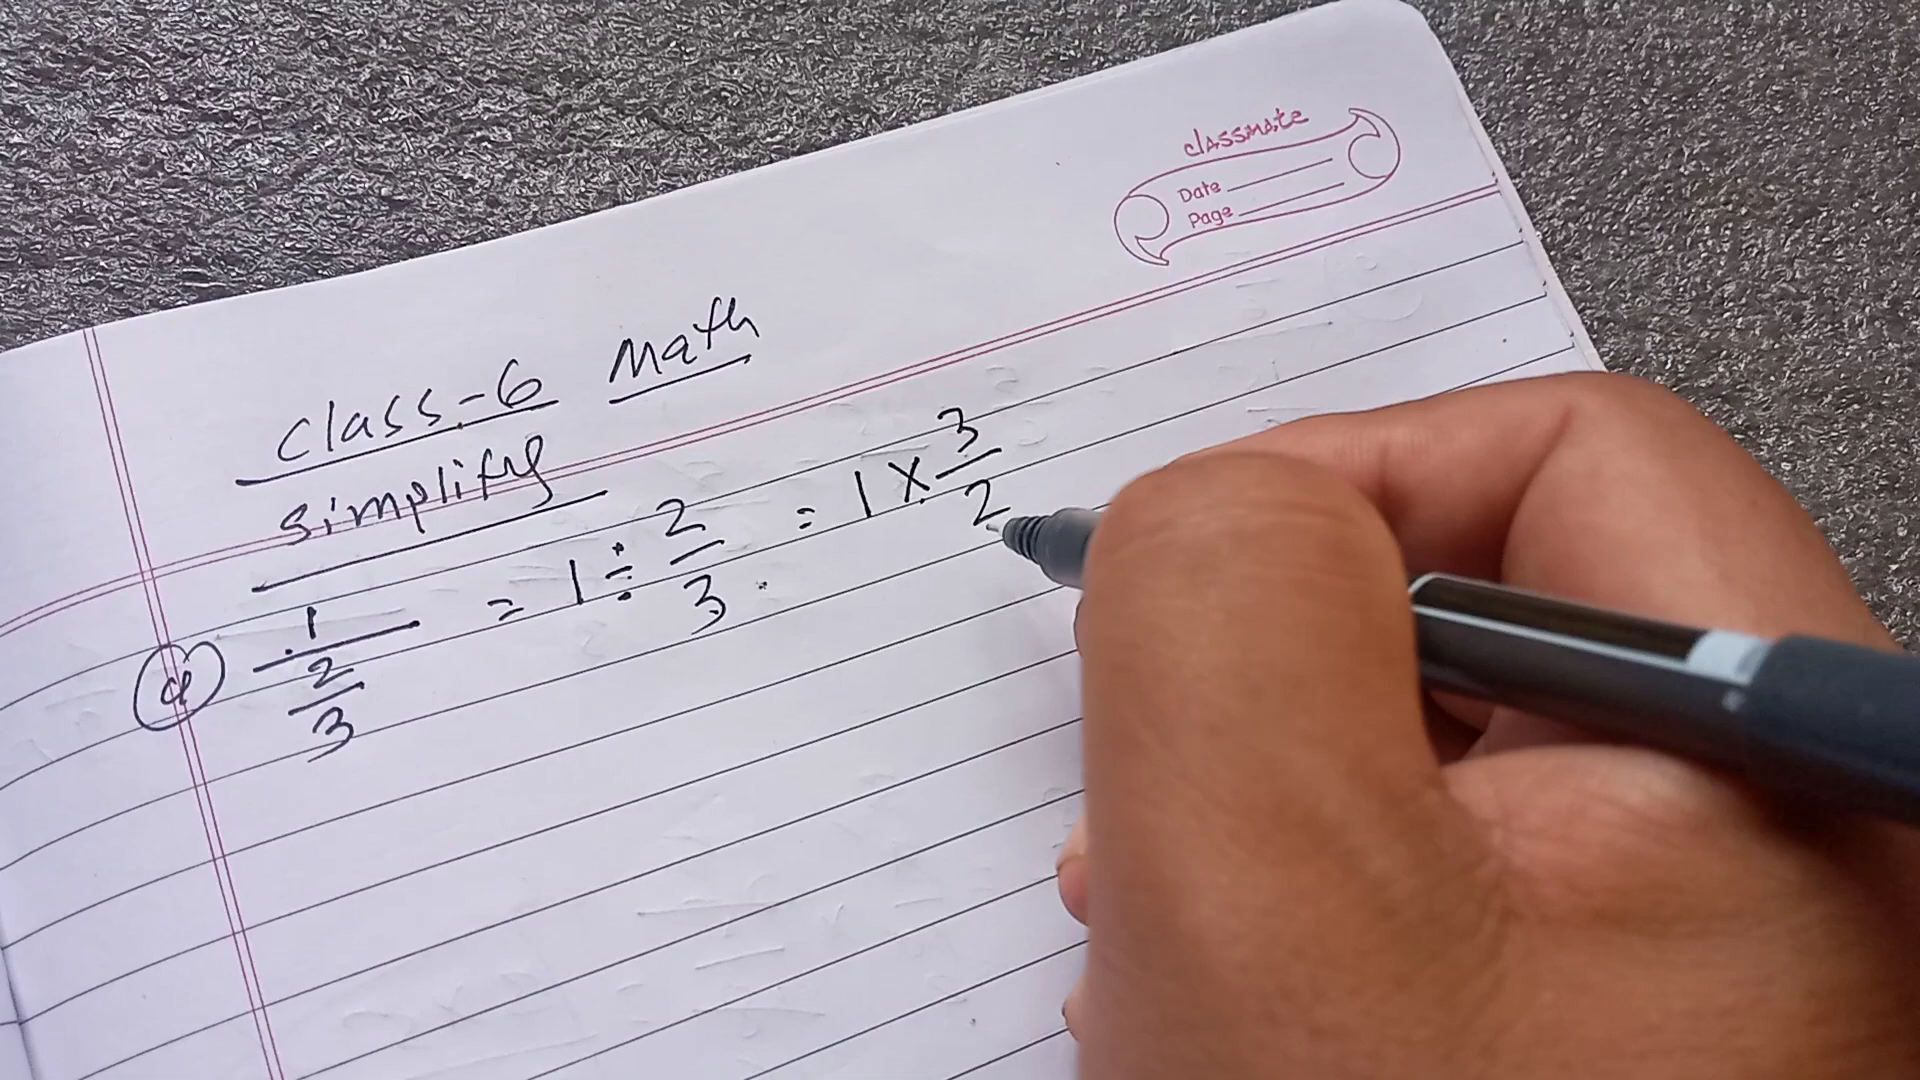 classmate
Date
Page
class-6 Math
simplify
a) 1/(2/3) = 1 ÷ 2/3 = 1 × 3/2